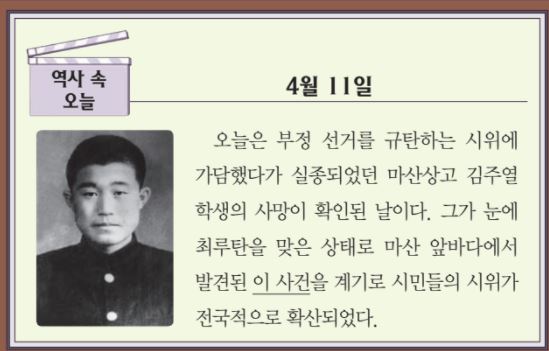 역사 속
오늘
4월 11일
오늘은 부정 선거를 규탄하는 시위에
가담했다가 실종되었던 마산상고 김주열
학생의 사망이 확인된 날이다. 그가 눈에
최루탄을 맞은 상태로 마산 앞바다에서
발견된 이 사건을 계기로 시민들의 시위가
전국적으로 확산되었다.